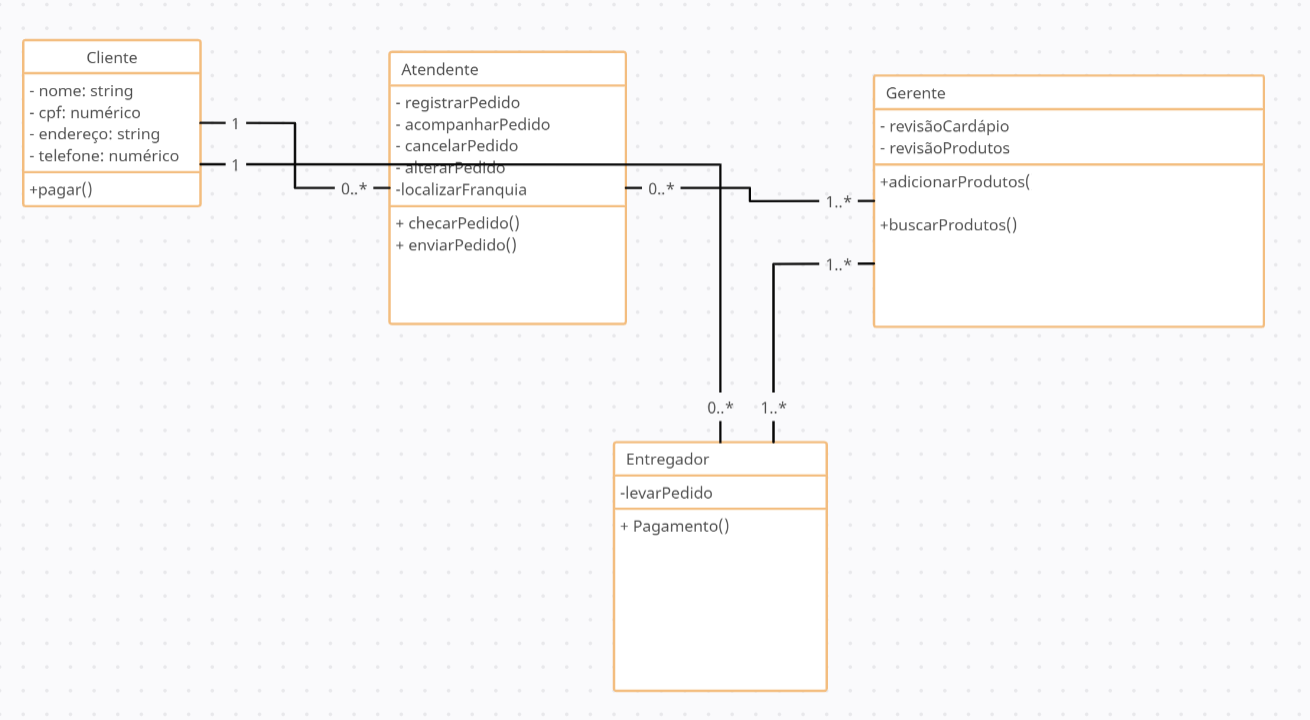 Cliente
- nome: string
- cpf: numérico
- endereço: string
- telefone: numérico
+pagar()
1
1
0..*
Atendente
- registrarPedido
- acompanharPedido
- cancelarPedido
- alterarPedido
-localizarFranquia
+ checarPedido()
+ enviarPedido()
0..*
1..*
1..*
Gerente
- revisãoCardápio
- revisãoProdutos
+adicionarProdutos(
+buscarProdutos()
0..*
1..*
Entregador
-levarPedido
+ Pagamento()